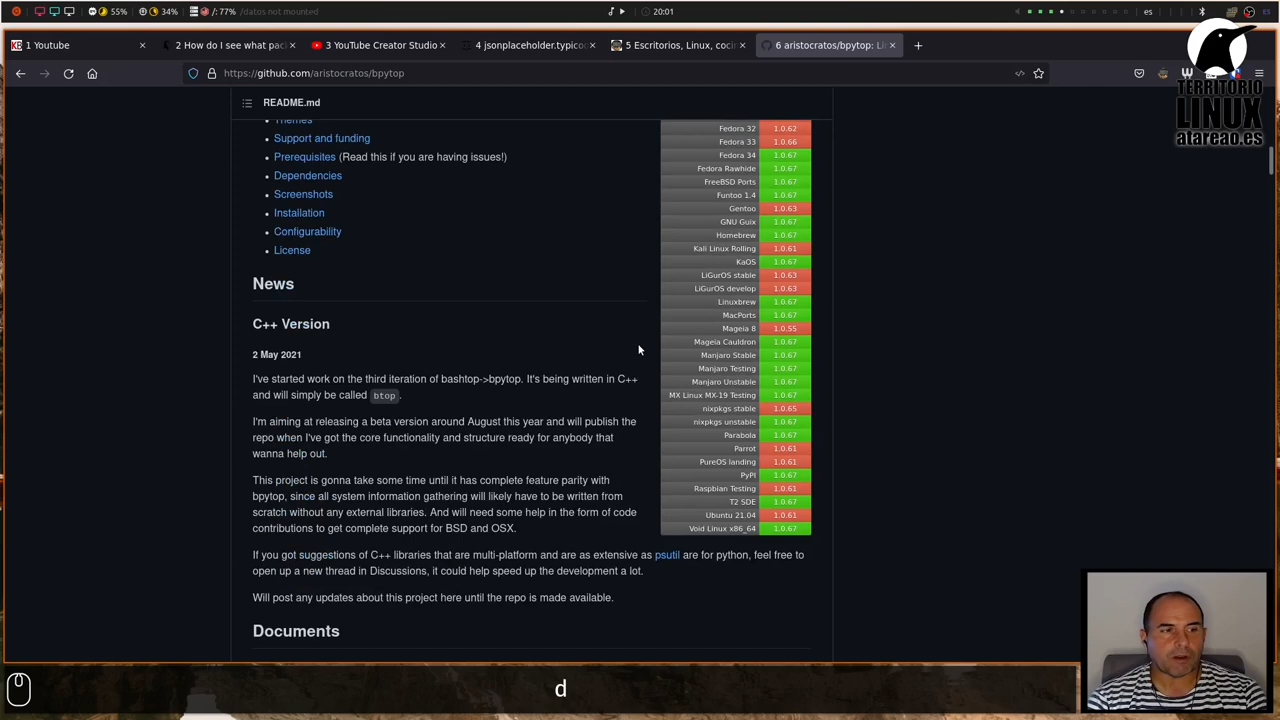 55%
34%
/: 77%
/datos not mounted
20:01
es
ES
1 Youtube
2 How do I see what pac
3 YouTube Creator Studio
4 jsonplaceholder.typico
5 Escritorios, Linux, coci
6 aristocratos/bpytop: Li
https://github.com/aristocratos/bpytop
TERRITORIO
LINUX
atareao.es
README.md
Themes
Support and funding
Prerequisites (Read this if you are having issues!)
Dependencies
Screenshots
Installation
Configurability
License
News
C++ Version
2 May 2021
I've started work on the third iteration of bashtop->bpytop. It's being written in C++
and will simply be called btop.
I'm aiming at releasing a beta version around August this year and will publish the
repo when I've got the core functionality and structure ready for anybody that
wanna help out.
This project is gonna take some time until it has complete feature parity with
bpytop, since all system information gathering will likely have to be written from
scratch without any external libraries. And will need some help in the form of code
contributions to get complete support for BSD and OSX.
If you got suggestions of C++ libraries that are multi-platform and are as extensive as psutil are for python, feel free to
open up a new thread in Discussions, it could help speed up the development a lot.
Will post any updates about this project here until the repo is made available.
Documents
Fedora 32 1.0.62
Fedora 33 1.0.66
Fedora 34 1.0.67
Fedora Rawhide 1.0.67
FreeBSD Ports 1.0.67
Funtoo 1.4 1.0.67
Gentoo 1.0.63
GNU Guix 1.0.67
Homebrew 1.0.67
Kali Linux Rolling 1.0.61
KaOS 1.0.67
LiGurOS stable 1.0.63
LiGurOS develop 1.0.63
Linuxbrew 1.0.67
MacPorts 1.0.67
Mageia 8 1.0.55
Mageia Cauldron 1.0.67
Manjaro Stable 1.0.67
Manjaro Testing 1.0.67
Manjaro Unstable 1.0.67
MX Linux MX-19 Testing 1.0.67
nixpkgs stable 1.0.65
nixpkgs unstable 1.0.67
Parabola 1.0.67
Parrot 1.0.61
PureOS landing 1.0.61
PyPI 1.0.67
Raspbian Testing 1.0.61
T2 SDE 1.0.67
Ubuntu 21.04 1.0.61
Void Linux x86_64 1.0.67
d